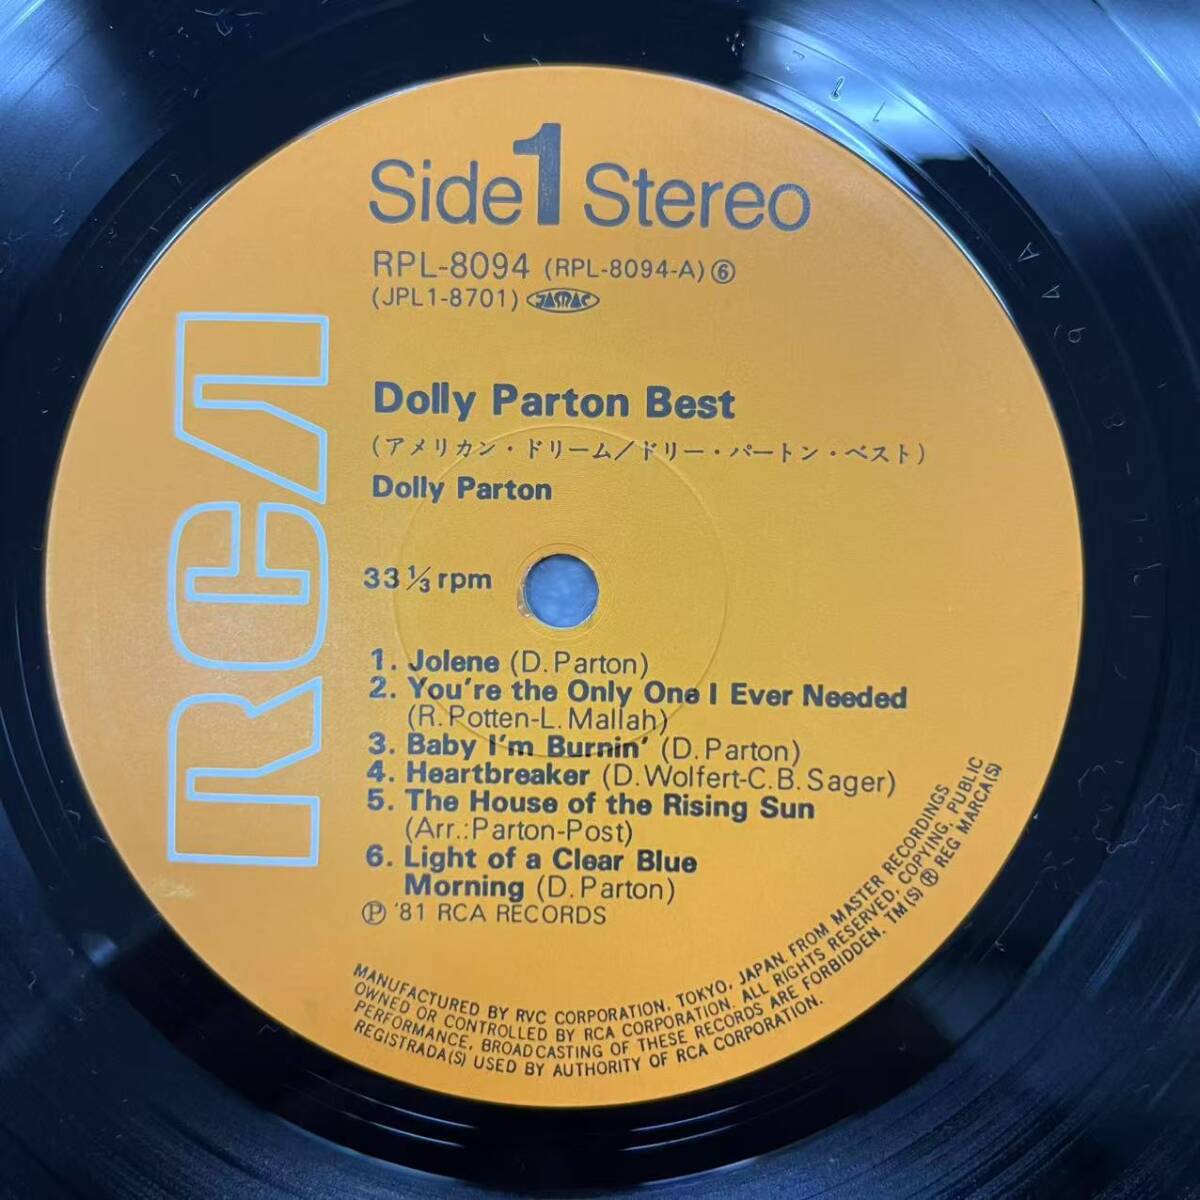 Side 1 Stereo
RPL-8094 (RPL-8094-A) ⑥
(JPL1-8701) JASRAC
RCA
Dolly Parton Best
(アメリカン・ドリーム/ドリー・パートン・ベスト)
Dolly Parton
33 ⅓ rpm
1. Jolene (D. Parton)
2. You're the Only One I Ever Needed
(R. Potten-L. Mallah)
3. Baby I'm Burnin' (D. Parton)
4. Heartbreaker (D. Wolfert-C.B. Sager)
5. The House of the Rising Sun
(Arr.:Parton-Post)
6. Light of a Clear Blue
Morning (D. Parton)
Ⓟ '81 RCA RECORDS
MANUFACTURED BY RVC CORPORATION, TOKYO, JAPAN. FROM MASTER RECORDINGS
OWNED OR CONTROLLED BY RCA CORPORATION. ALL RIGHTS RESERVED, COPYING, PUBLIC
PERFORMANCE, BROADCASTING OF THESE RECORDS ARE FORBIDDEN. TM(S) ® REG MARCA(S)
REGISTRADA(S) USED BY AUTHORITY OF RCA CORPORATION.